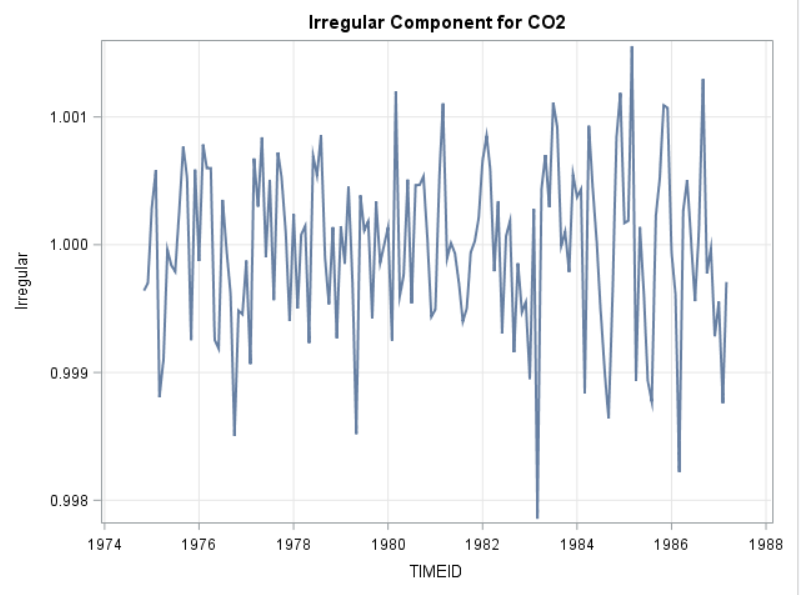 Irregular Component for CO2
1.001
1.000
0.999
0.998
Irregular
1974 1976 1978 1980 1982 1984 1986 1988
TIMEID